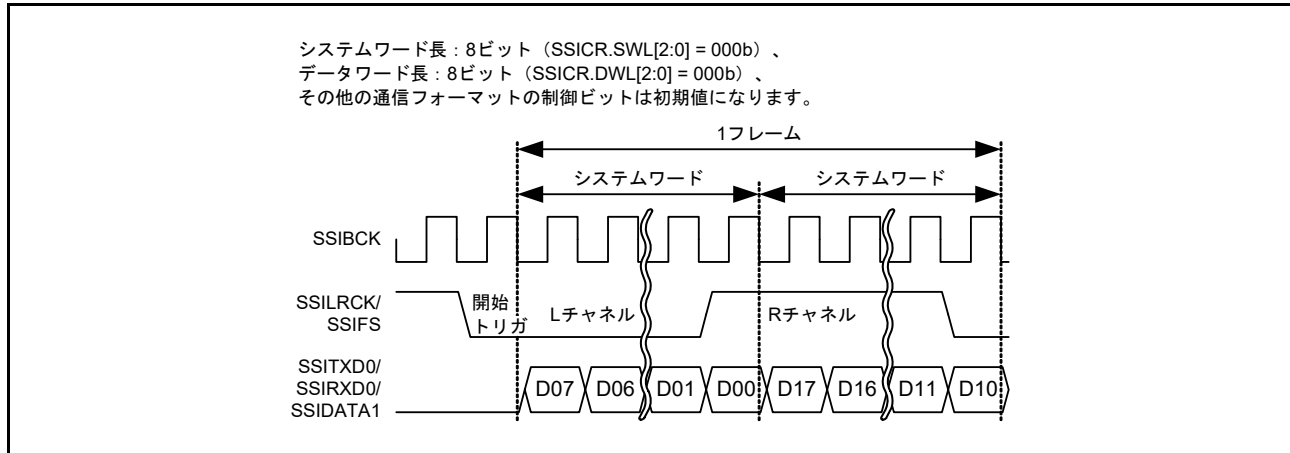 システムワード長：8ビット（SSICR.SWL[2:0] = 000b）、
データワード長：8ビット（SSICR.DWL[2:0] = 000b）、
その他の通信フォーマットの制御ビットは初期値になります。
1フレーム
システムワード システムワード
SSIBCK
SSILRCK/
SSIFS
開始
トリガ
Lチャネル Rチャネル
SSITXD0/
SSIRXD0/
SSIDATA1
D07 D06 D01 D00 D17 D16 D11 D10